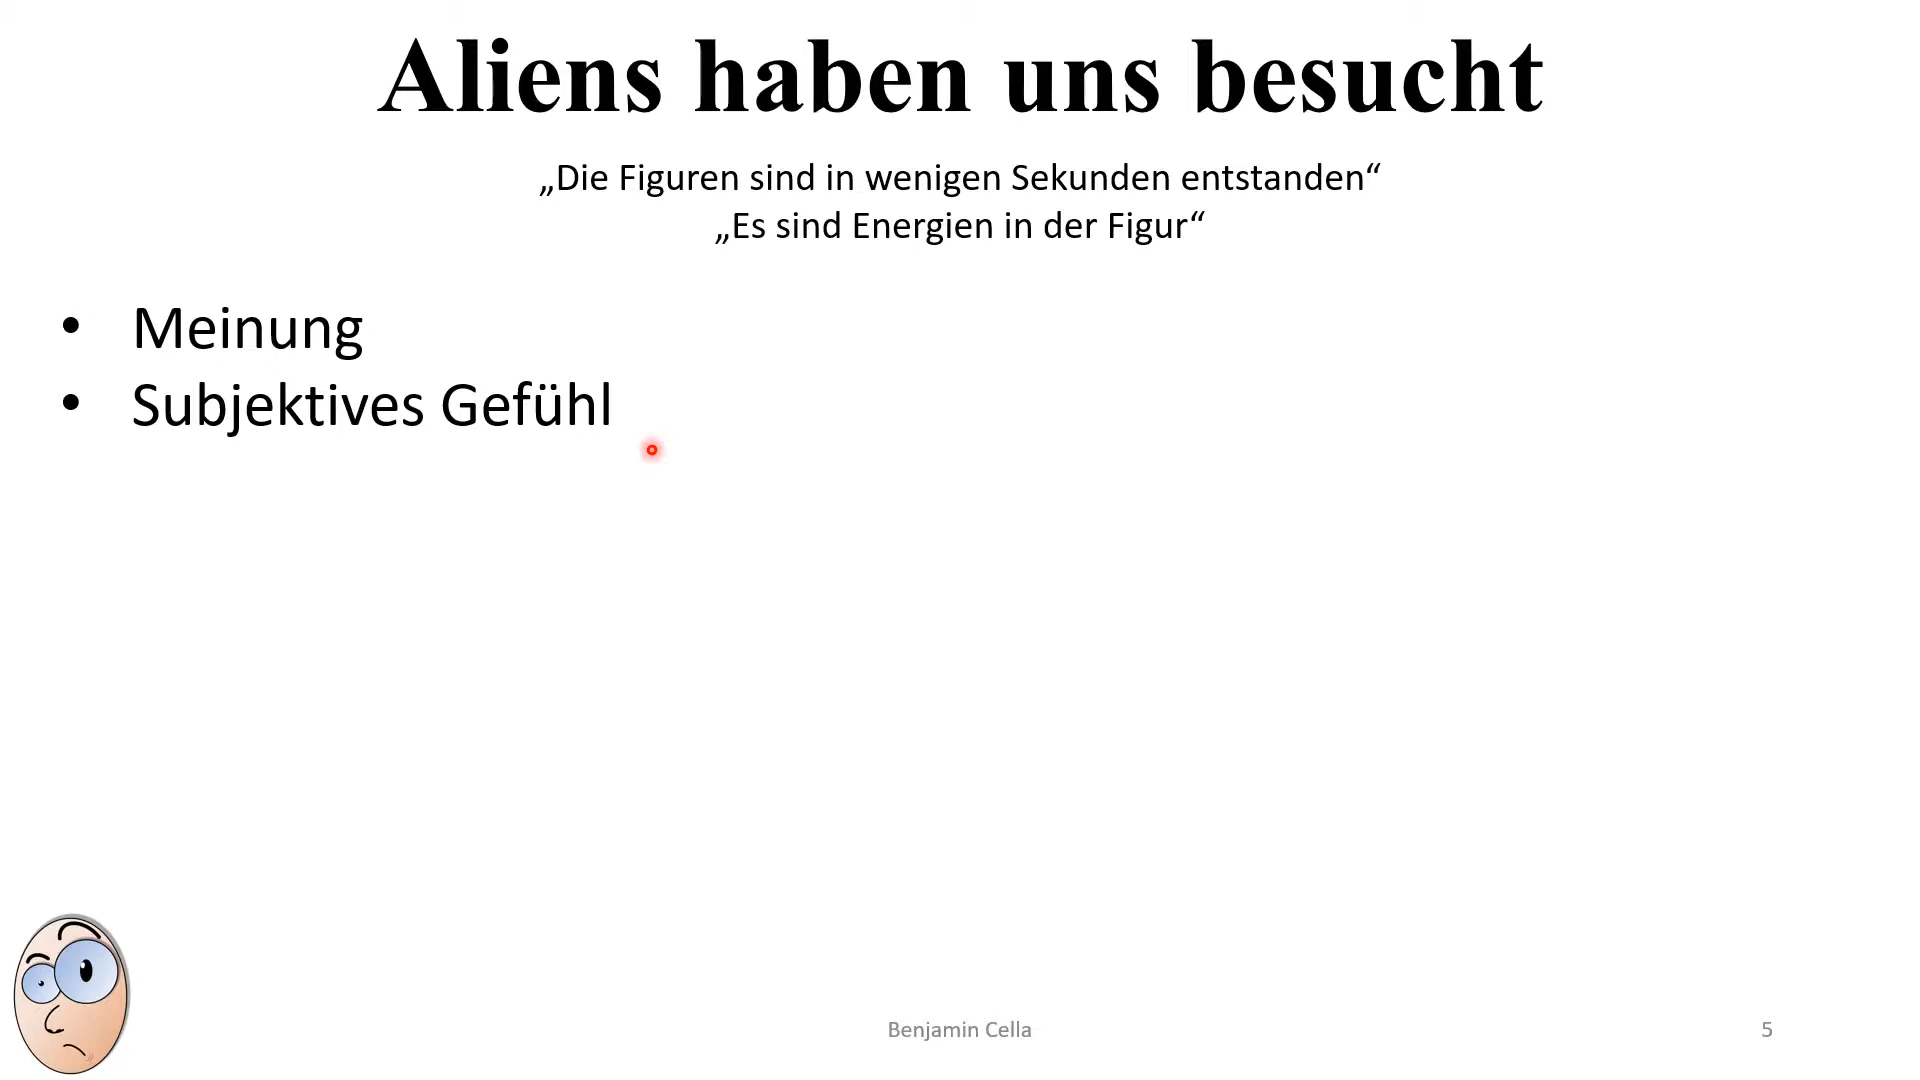 Aliens haben uns besucht
„Die Figuren sind in wenigen Sekunden entstanden“
„Es sind Energien in der Figur“
• Meinung
• Subjektives Gefühl
Benjamin Cella
5